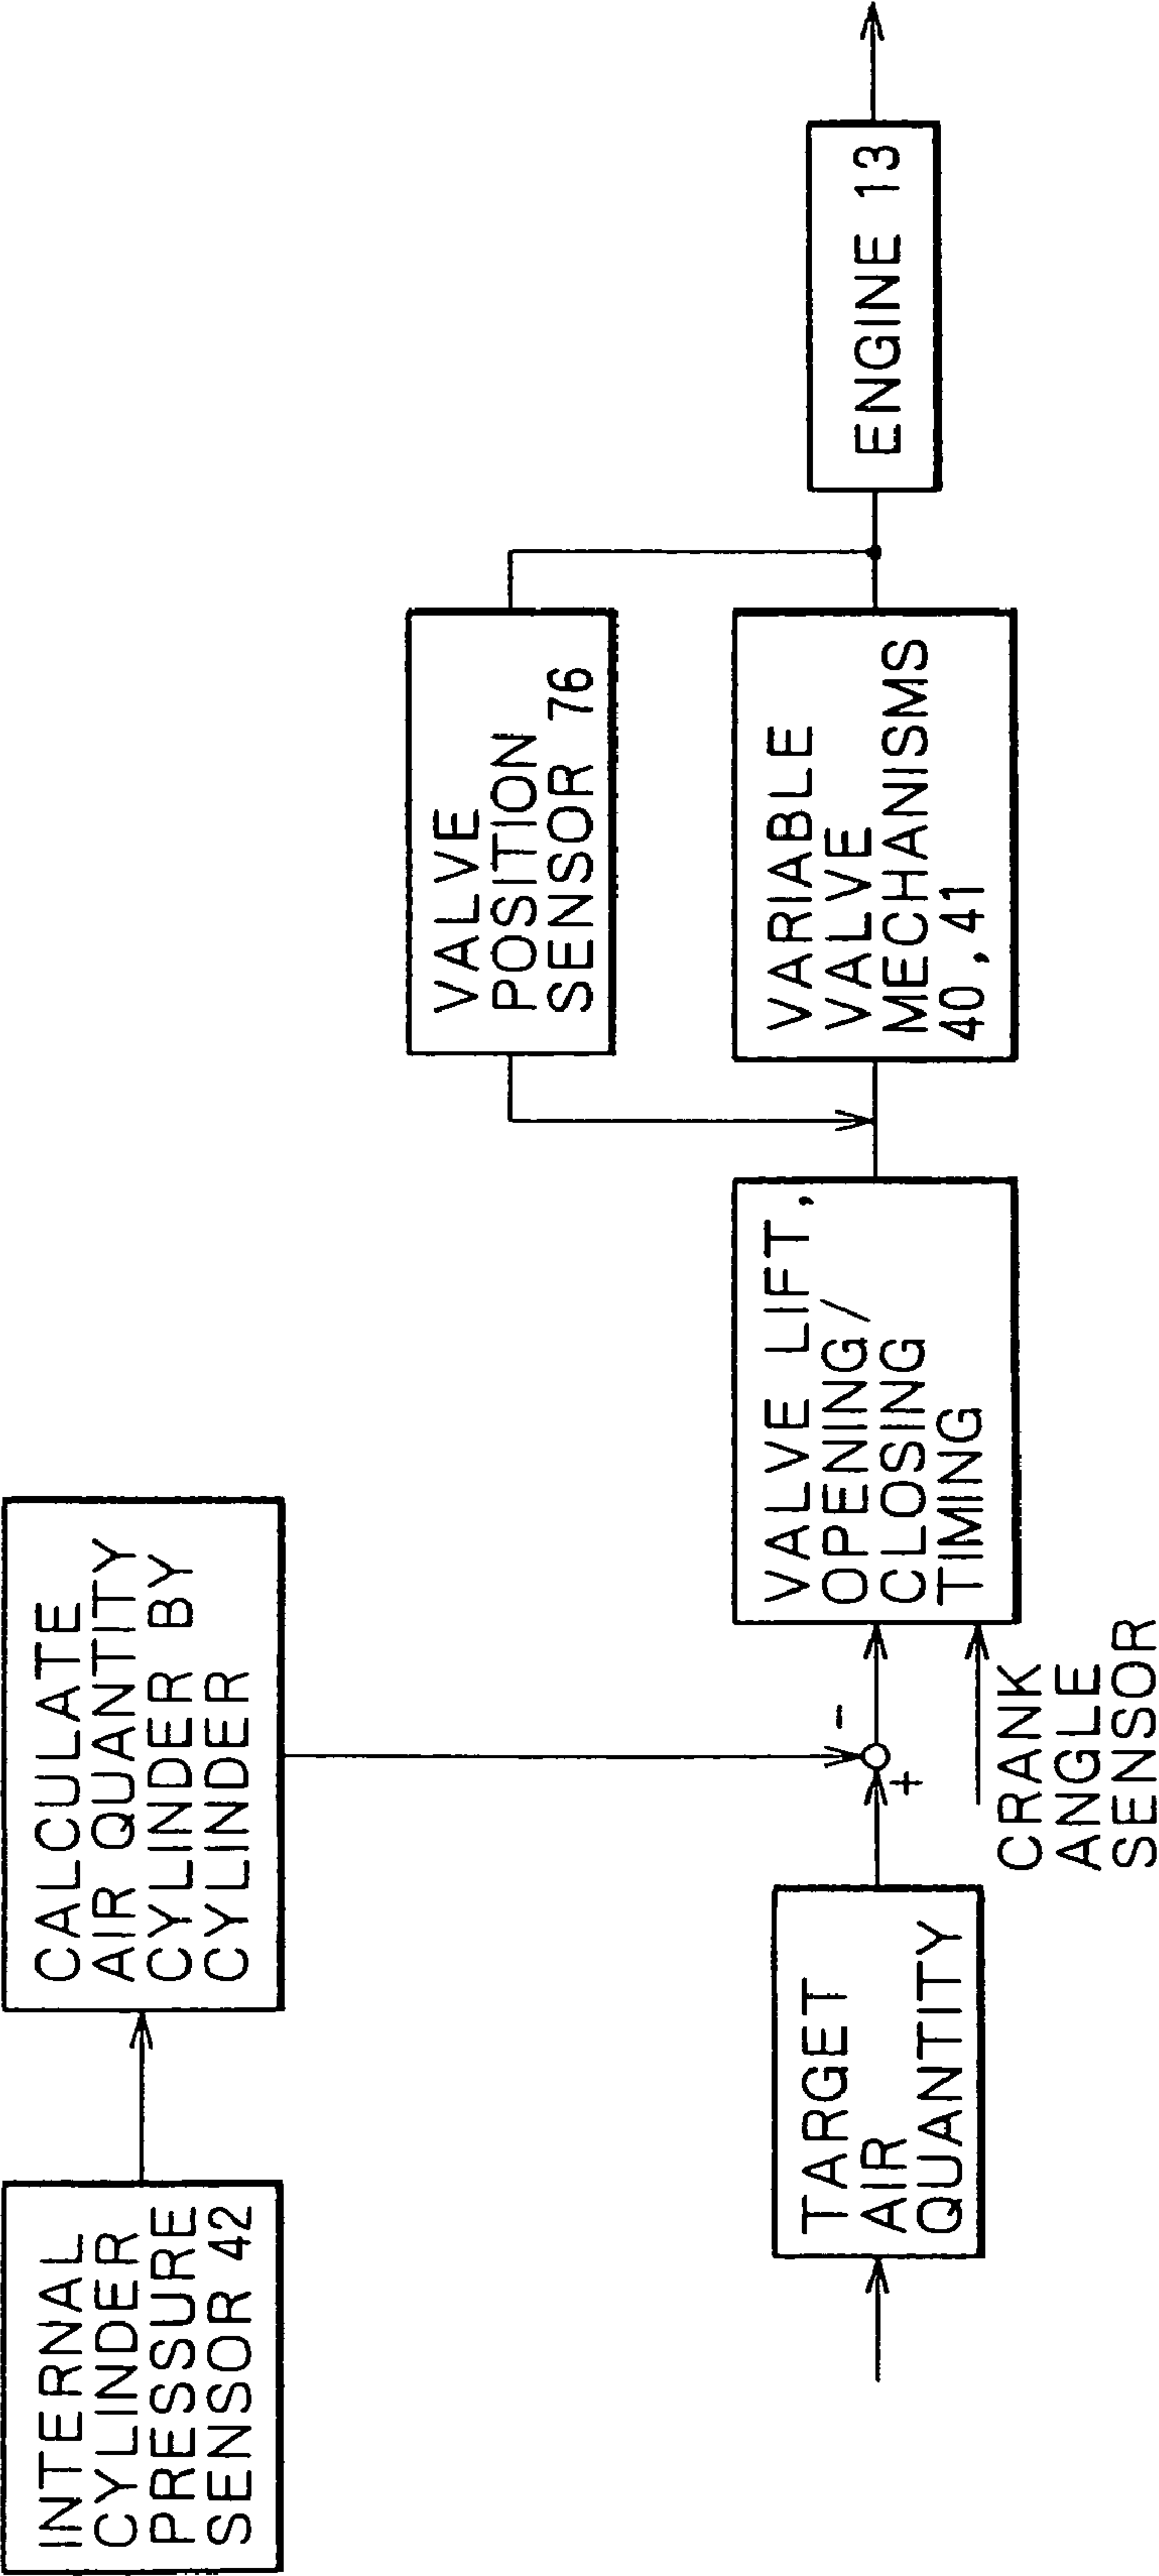 INTERNAL
CYLINDER
PRESSURE
SENSOR 42
CALCULATE
AIR QUANTITY
CYLINDER BY
CYLINDER
VALVE
POSITION
SENSOR 76
TARGET
AIR
QUANTITY
+
-
CRANK
ANGLE
SENSOR
VALVE LIFT,
OPENING/
CLOSING
TIMING
VARIABLE
VALVE
MECHANISMS
40, 41
ENGINE 13